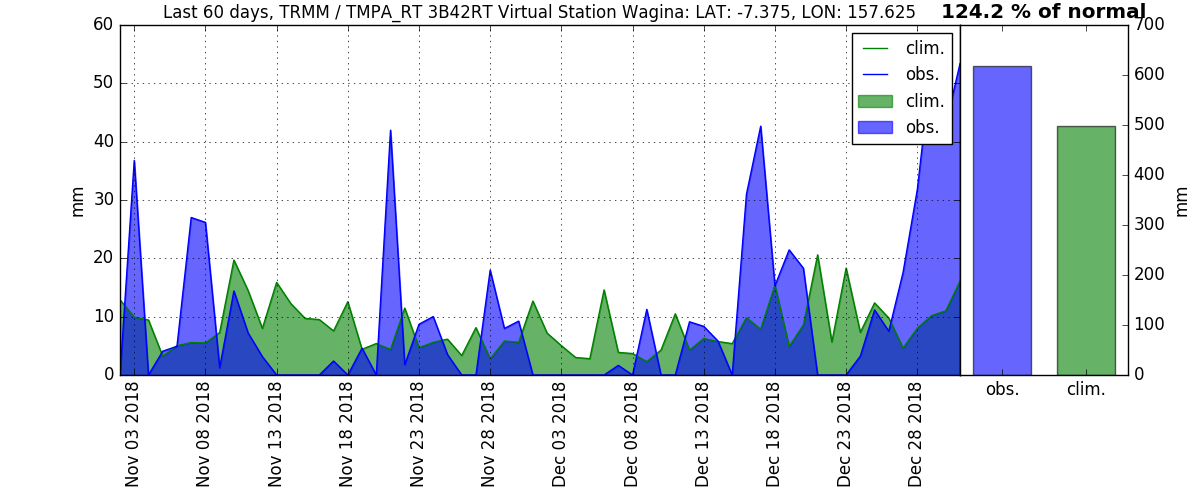 Last 60 days, TRMM / TMPA_RT 3B42RT Virtual Station Wagina: LAT: -7.375, LON: 157.625
124.2 % of normal
60
50
40
30
20
10
0
mm
clim.
obs.
clim.
obs.
700
600
500
400
300
200
100
0
mm
Nov 03 2018
Nov 08 2018
Nov 13 2018
Nov 18 2018
Nov 23 2018
Nov 28 2018
Dec 03 2018
Dec 08 2018
Dec 13 2018
Dec 18 2018
Dec 23 2018
Dec 28 2018
obs.
clim.